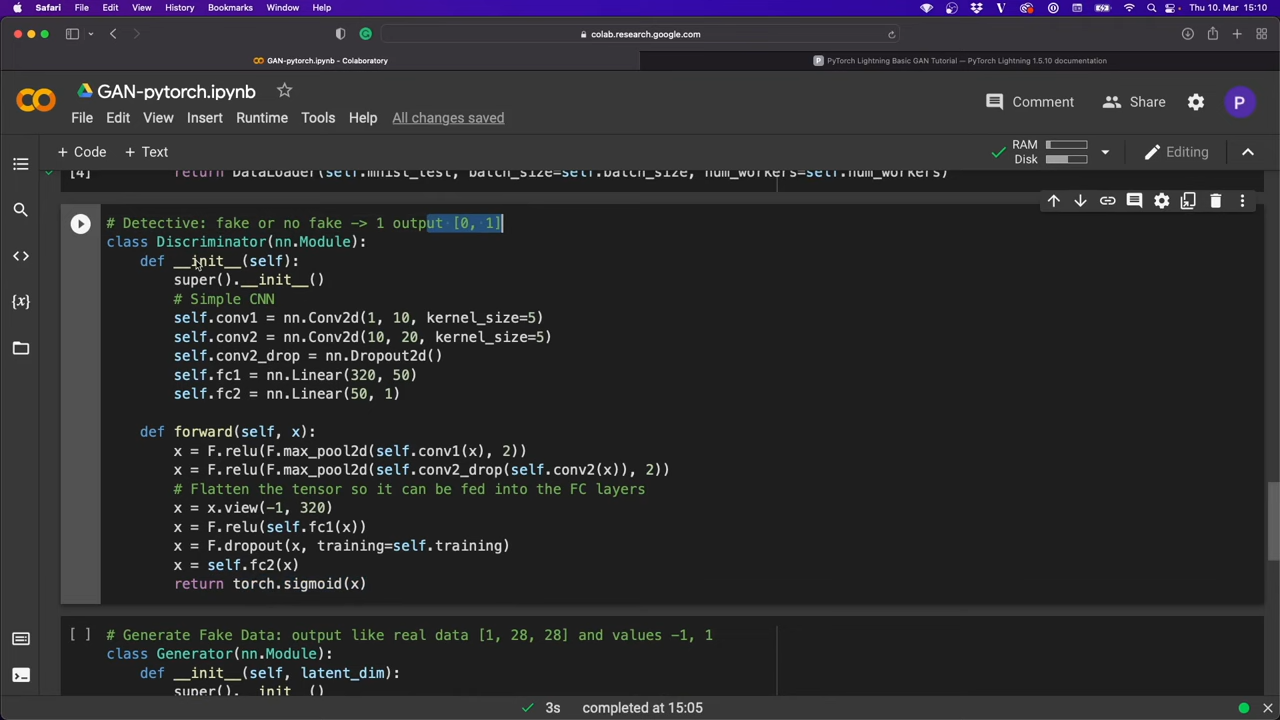 Safari File Edit View History Bookmarks Window Help Thu 10. Mar 15:10
colab.research.google.com
GAN-pytorch.ipynb - Colaboratory
PyTorch Lightning Basic GAN Tutorial — PyTorch Lightning 1.5.10 documentation
GAN-pytorch.ipynb
Comment Share P
File Edit View Insert Runtime Tools Help All changes saved
+ Code + Text RAM Disk Editing
[4] return DataLoader(self.mnist_test, batch_size=self.batch_size, num_workers=self.num_workers)
# Detective: fake or no fake -> 1 output [0, 1]
class Discriminator(nn.Module):
def __init__(self):
super().__init__()
# Simple CNN
self.conv1 = nn.Conv2d(1, 10, kernel_size=5)
self.conv2 = nn.Conv2d(10, 20, kernel_size=5)
self.conv2_drop = nn.Dropout2d()
self.fc1 = nn.Linear(320, 50)
self.fc2 = nn.Linear(50, 1)
def forward(self, x):
x = F.relu(F.max_pool2d(self.conv1(x), 2))
x = F.relu(F.max_pool2d(self.conv2_drop(self.conv2(x)), 2))
# Flatten the tensor so it can be fed into the FC layers
x = x.view(-1, 320)
x = F.relu(self.fc1(x))
x = F.dropout(x, training=self.training)
x = self.fc2(x)
return torch.sigmoid(x)
[ ] # Generate Fake Data: output like real data [1, 28, 28] and values -1, 1
class Generator(nn.Module):
def __init__(self, latent_dim):
super().__init__()
3s completed at 15:05